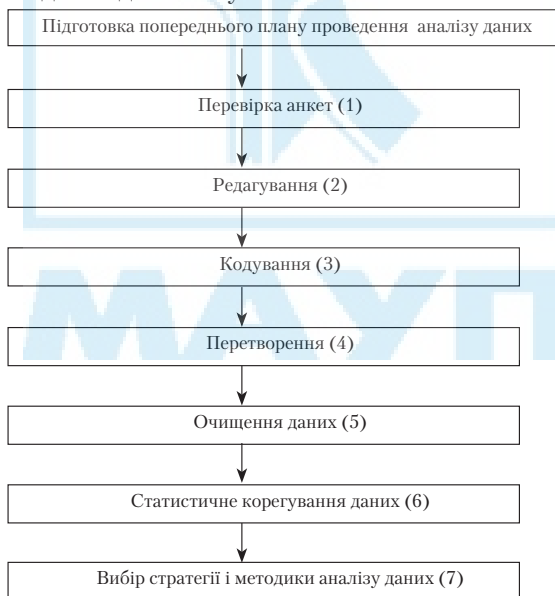 Підготовка попереднього плану проведення аналізу даних
Перевірка анкет (1)
Редагування (2)
Кодування (3)
МАУП
Перетворення (4)
Очищення даних (5)
Статистичне корегування даних (6)
Вибір стратегії і методики аналізу даних (7)